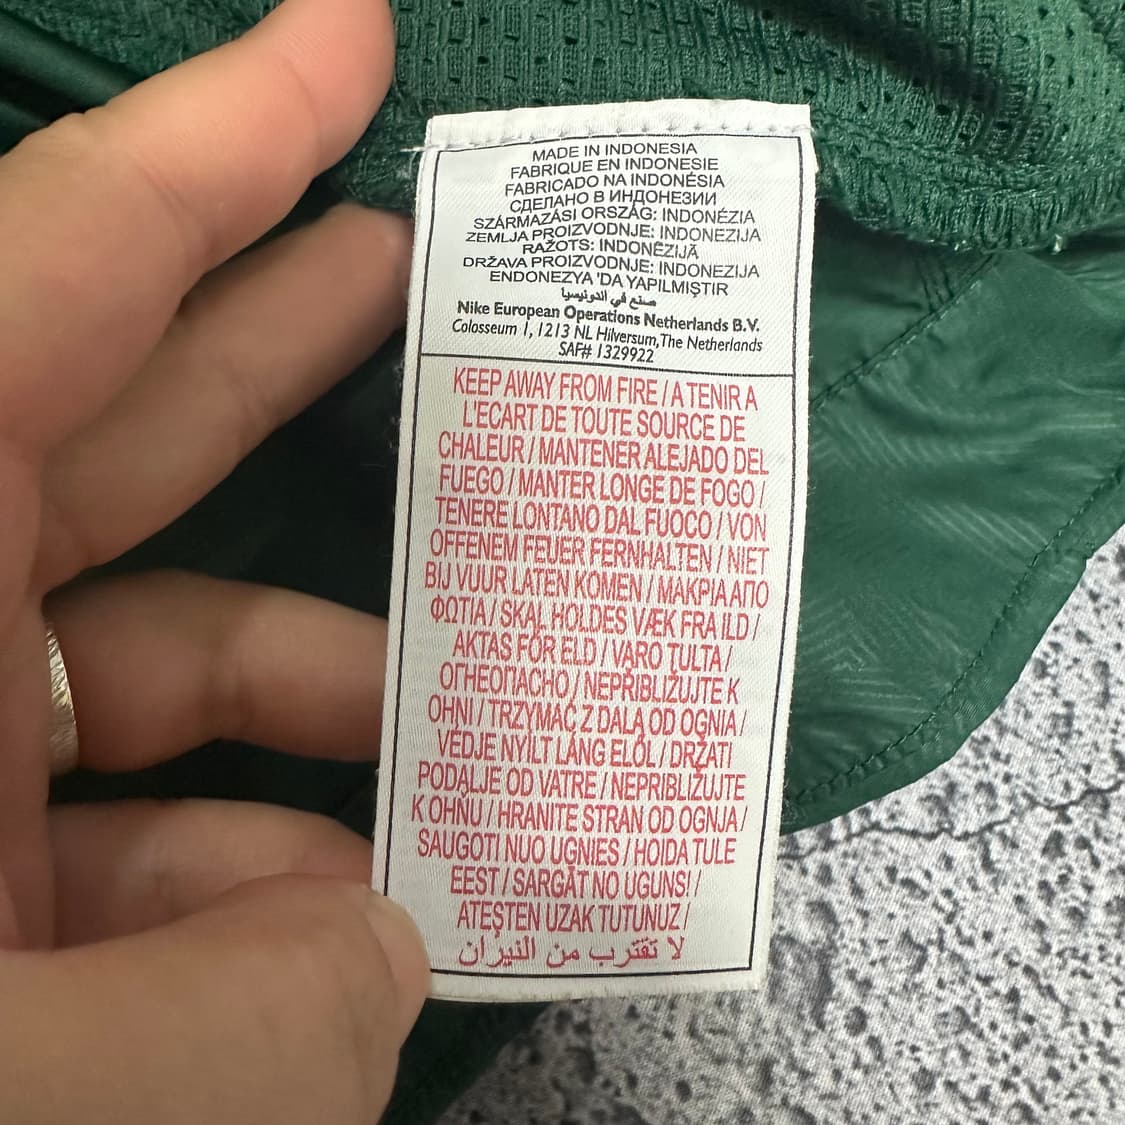 MADE IN INDONESIA
FABRIQUE EN INDONESIE
FABRICADO NA INDONÉSIA
СДЕЛАНО В ИНДОНЕЗИИ
SZÁRMAZÁSI ORSZÁG: INDONÉZIA
ZEMLJA PROIZVODNJE: INDONEZIJA
RAŽOTS: INDONĒZIJĀ
DRŽAVA PROIZVODNJE: INDONEZIJA
ENDONEZYA 'DA YAPILMIŞTIR
صنع في اندونيسيا
Nike European Operations Netherlands B.V.
Colosseum 1, 1213 NL Hilversum, The Netherlands
SAF# 1329922
KEEP AWAY FROM FIRE / A TENIR A
L'ECART DE TOUTE SOURCE DE
CHALEUR / MANTENER ALEJADO DEL
FUEGO / MANTER LONGE DE FOGO /
TENERE LONTANO DAL FUOCO / VON
OFFENEM FEUER FERNHALTEN / NIET
BIJ VUUR LATEN KOMEN / ΜΑΚΡΙΑ ΑΠΟ
ΦΩΤΙΑ / SKAL HOLDES VÆK FRA ILD /
AKTAS FÖR ELD / VARO TULTA /
ОГНЕОПАСНО / NEPŘIBLIŽUJTE K
OHNI / TRZYMAĆ Z DALA OD OGNIA /
VÉDJE NYÍLT LÁNG ELŐL / DRŽATI
PODALJE OD VATRE / NEPRIBLIŽUJTE
K OHŇU / HRANITE STRAN OD OGNJA /
SAUGOTI NUO UGNIES / HOIDA TULE
EEST / SARGĀT NO UGUNS! /
ATEŞTEN UZAK TUTUNUZ /
لا تقترب من النيران